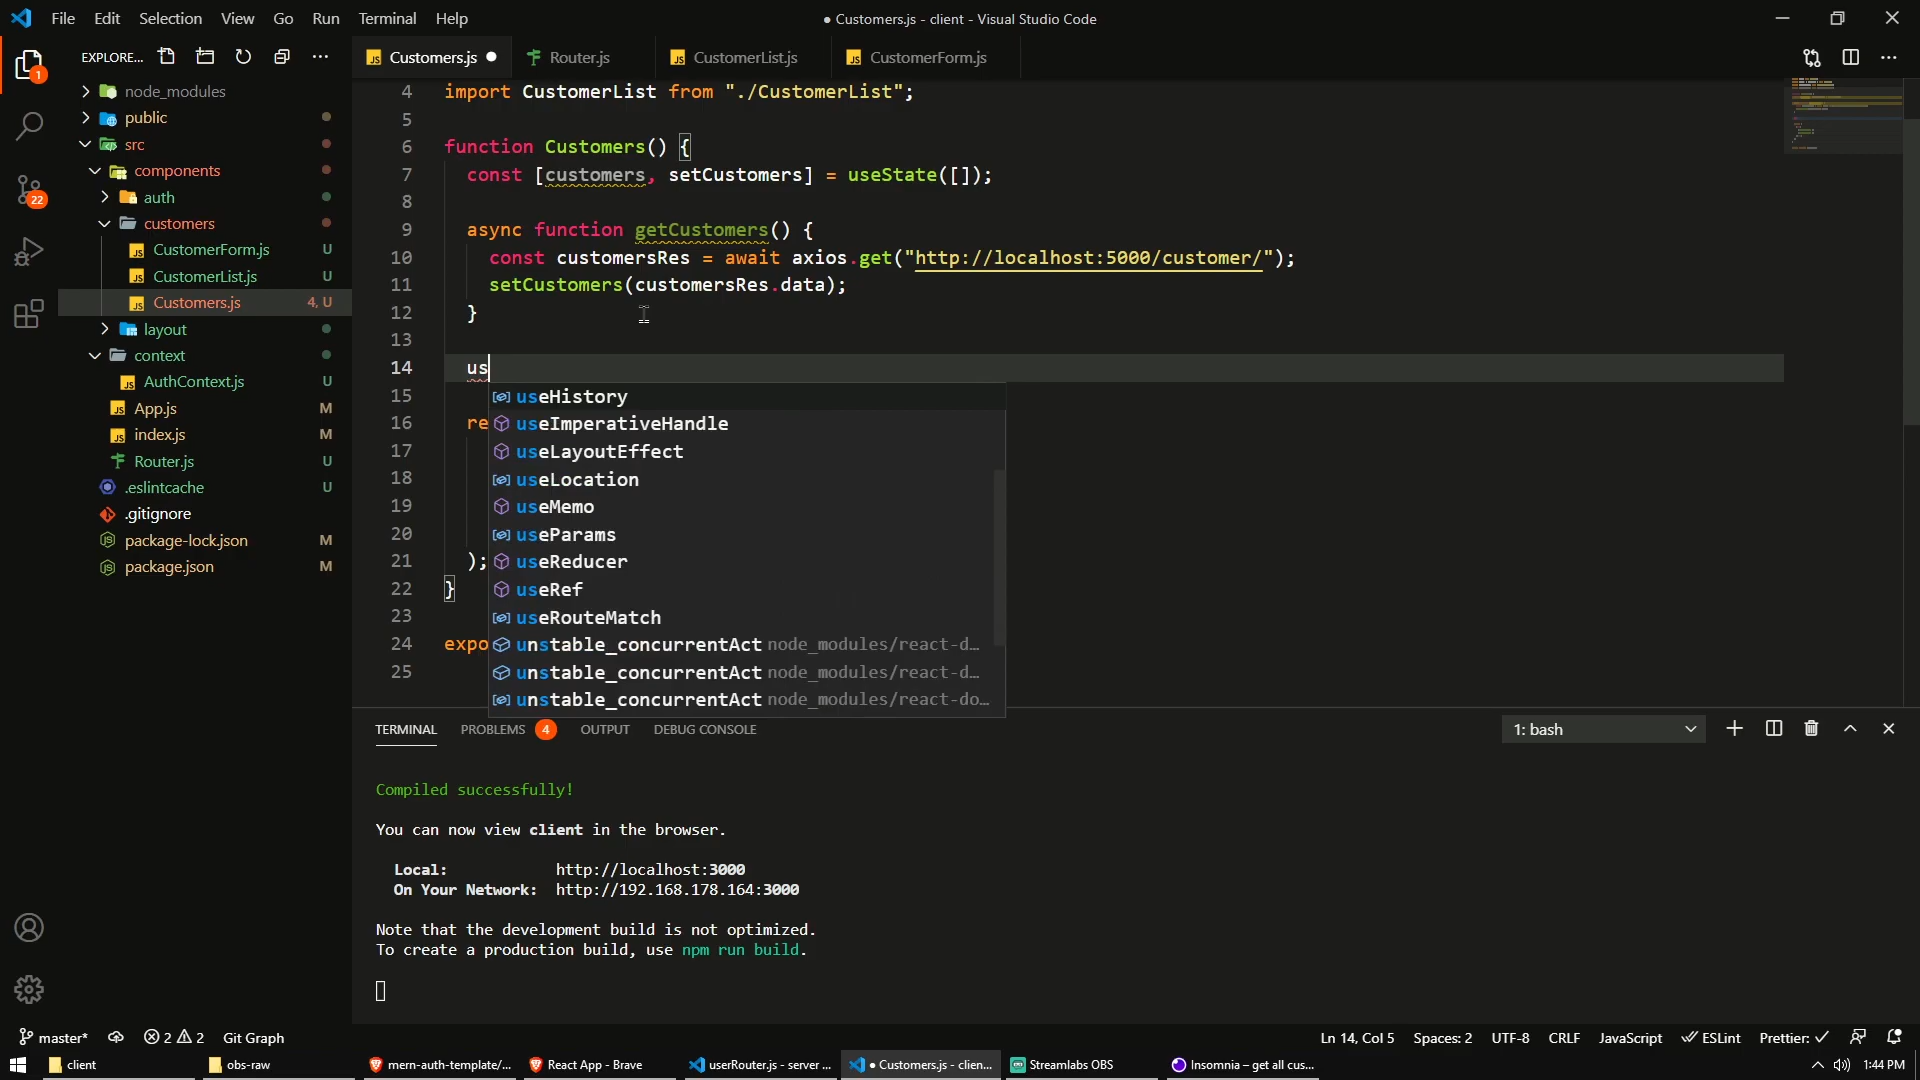 File Edit Selection View Go Run Terminal Help
● Customers.js - client - Visual Studio Code
EXPLORE...
Customers.js Router.js CustomerList.js CustomerForm.js
1
22
node_modules
public
src
components
auth
customers
CustomerForm.js U
CustomerList.js U
Customers.js 4, U
layout
context
AuthContext.js U
App.js M
index.js M
Router.js U
.eslintcache U
.gitignore
package-lock.json M
package.json M
4 import CustomerList from "./CustomerList";
5
6 function Customers() {
7 const [customers, setCustomers] = useState([]);
8
9 async function getCustomers() {
10 const customersRes = await axios.get("http://localhost:5000/customer/");
11 setCustomers(customersRes.data);
12 }
13
14 us
15 useHistory
useImperativeHandle
16 re
17 useLayoutEffect
18 useLocation
19 useMemo
20 useParams
21 ); useReducer
22 } useRef
23 useRouteMatch
24 expo unstable_concurrentAct node_modules/react-d...
25 unstable_concurrentAct node_modules/react-d...
unstable_concurrentAct node_modules/react-do...
TERMINAL PROBLEMS 4 OUTPUT DEBUG CONSOLE 1: bash
Compiled successfully!
You can now view client in the browser.
Local: http://localhost:3000
On Your Network: http://192.168.178.164:3000
Note that the development build is not optimized.
To create a production build, use npm run build.
master* 2 2 Git Graph Ln 14, Col 5 Spaces: 2 UTF-8 CRLF JavaScript ESLint Prettier: ✓
client obs-raw mern-auth-template/... React App - Brave userRouter.js - server ... ● Customers.js - clien... Streamlabs OBS Insomnia – get all cus... 1:44 PM